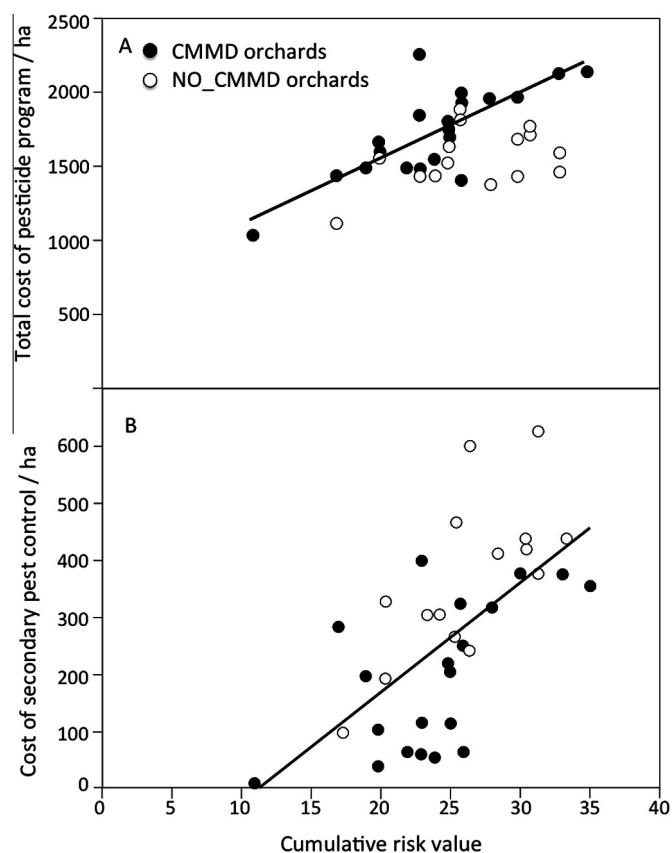 2500
A
CMMD orchards
NO_CMMD orchards
2000
1500
1000
500
Total cost of pesticide program / ha
B
600
500
400
300
200
100
0
Cost of secondary pest control / ha
0 5 10 15 20 25 30 35 40
Cumulative risk value